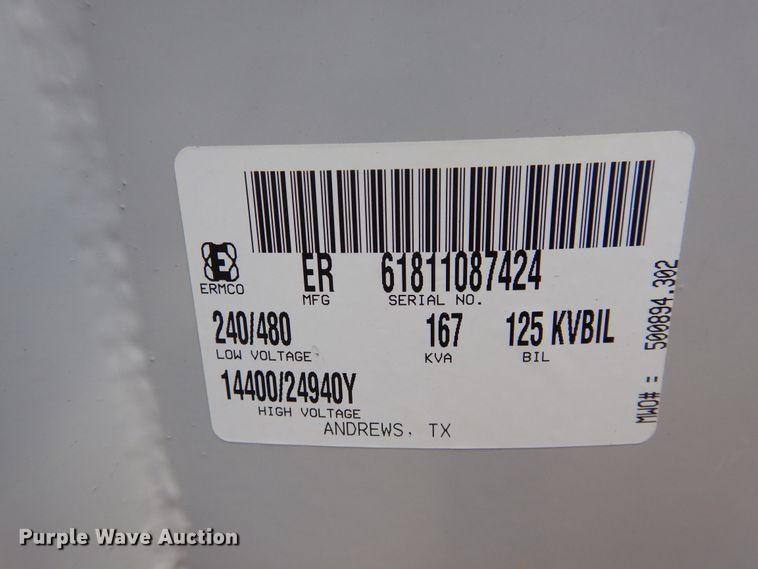 E
ERMCO
ER
MFG
61811087424
SERIAL NO.
240/480
LOW VOLTAGE
167
KVA
125 KVBIL
BIL
14400/24940Y
HIGH VOLTAGE
ANDREWS, TX
MWO# : 500894.302
Purple Wave Auction